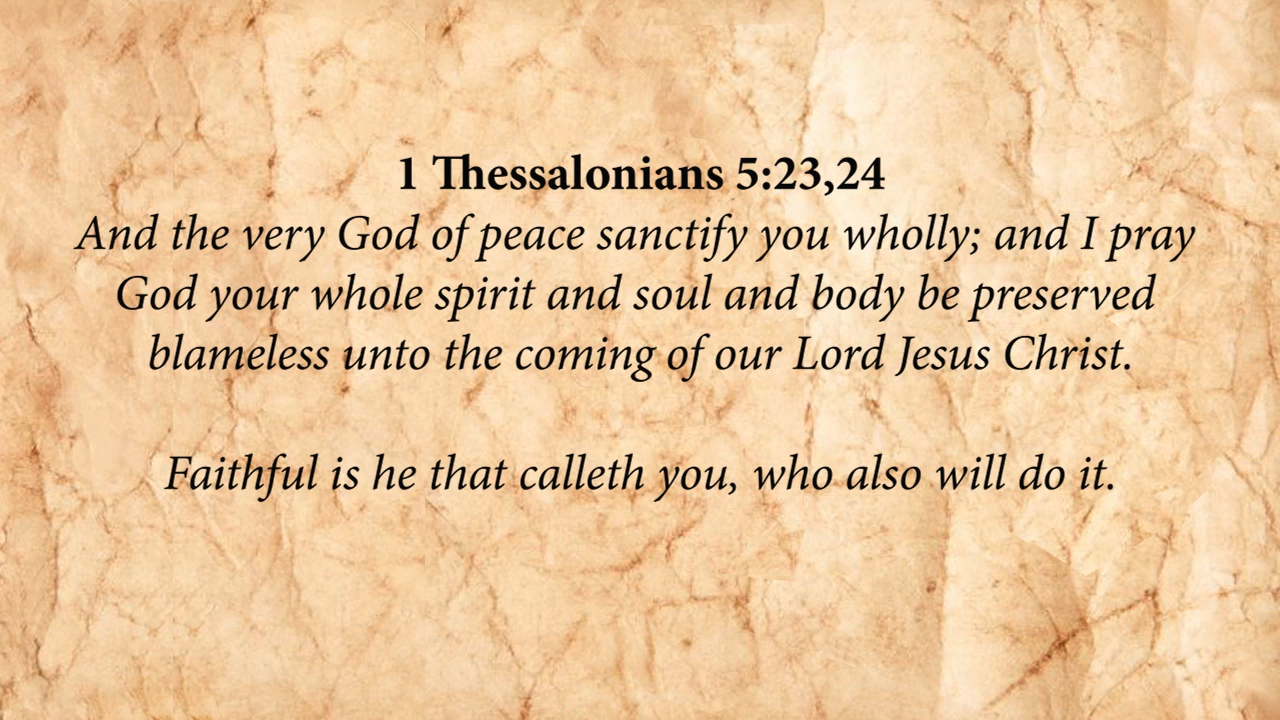 1 Thessalonians 5:23,24
And the very God of peace sanctify you wholly; and I pray
God your whole spirit and soul and body be preserved
blameless unto the coming of our Lord Jesus Christ.
Faithful is he that calleth you, who also will do it.